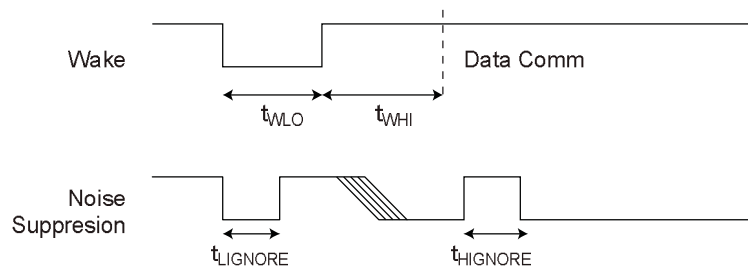 Wake
Data Comm
tWLO
tWHI
Noise
Suppresion
tLIGNORE
tHIGNORE